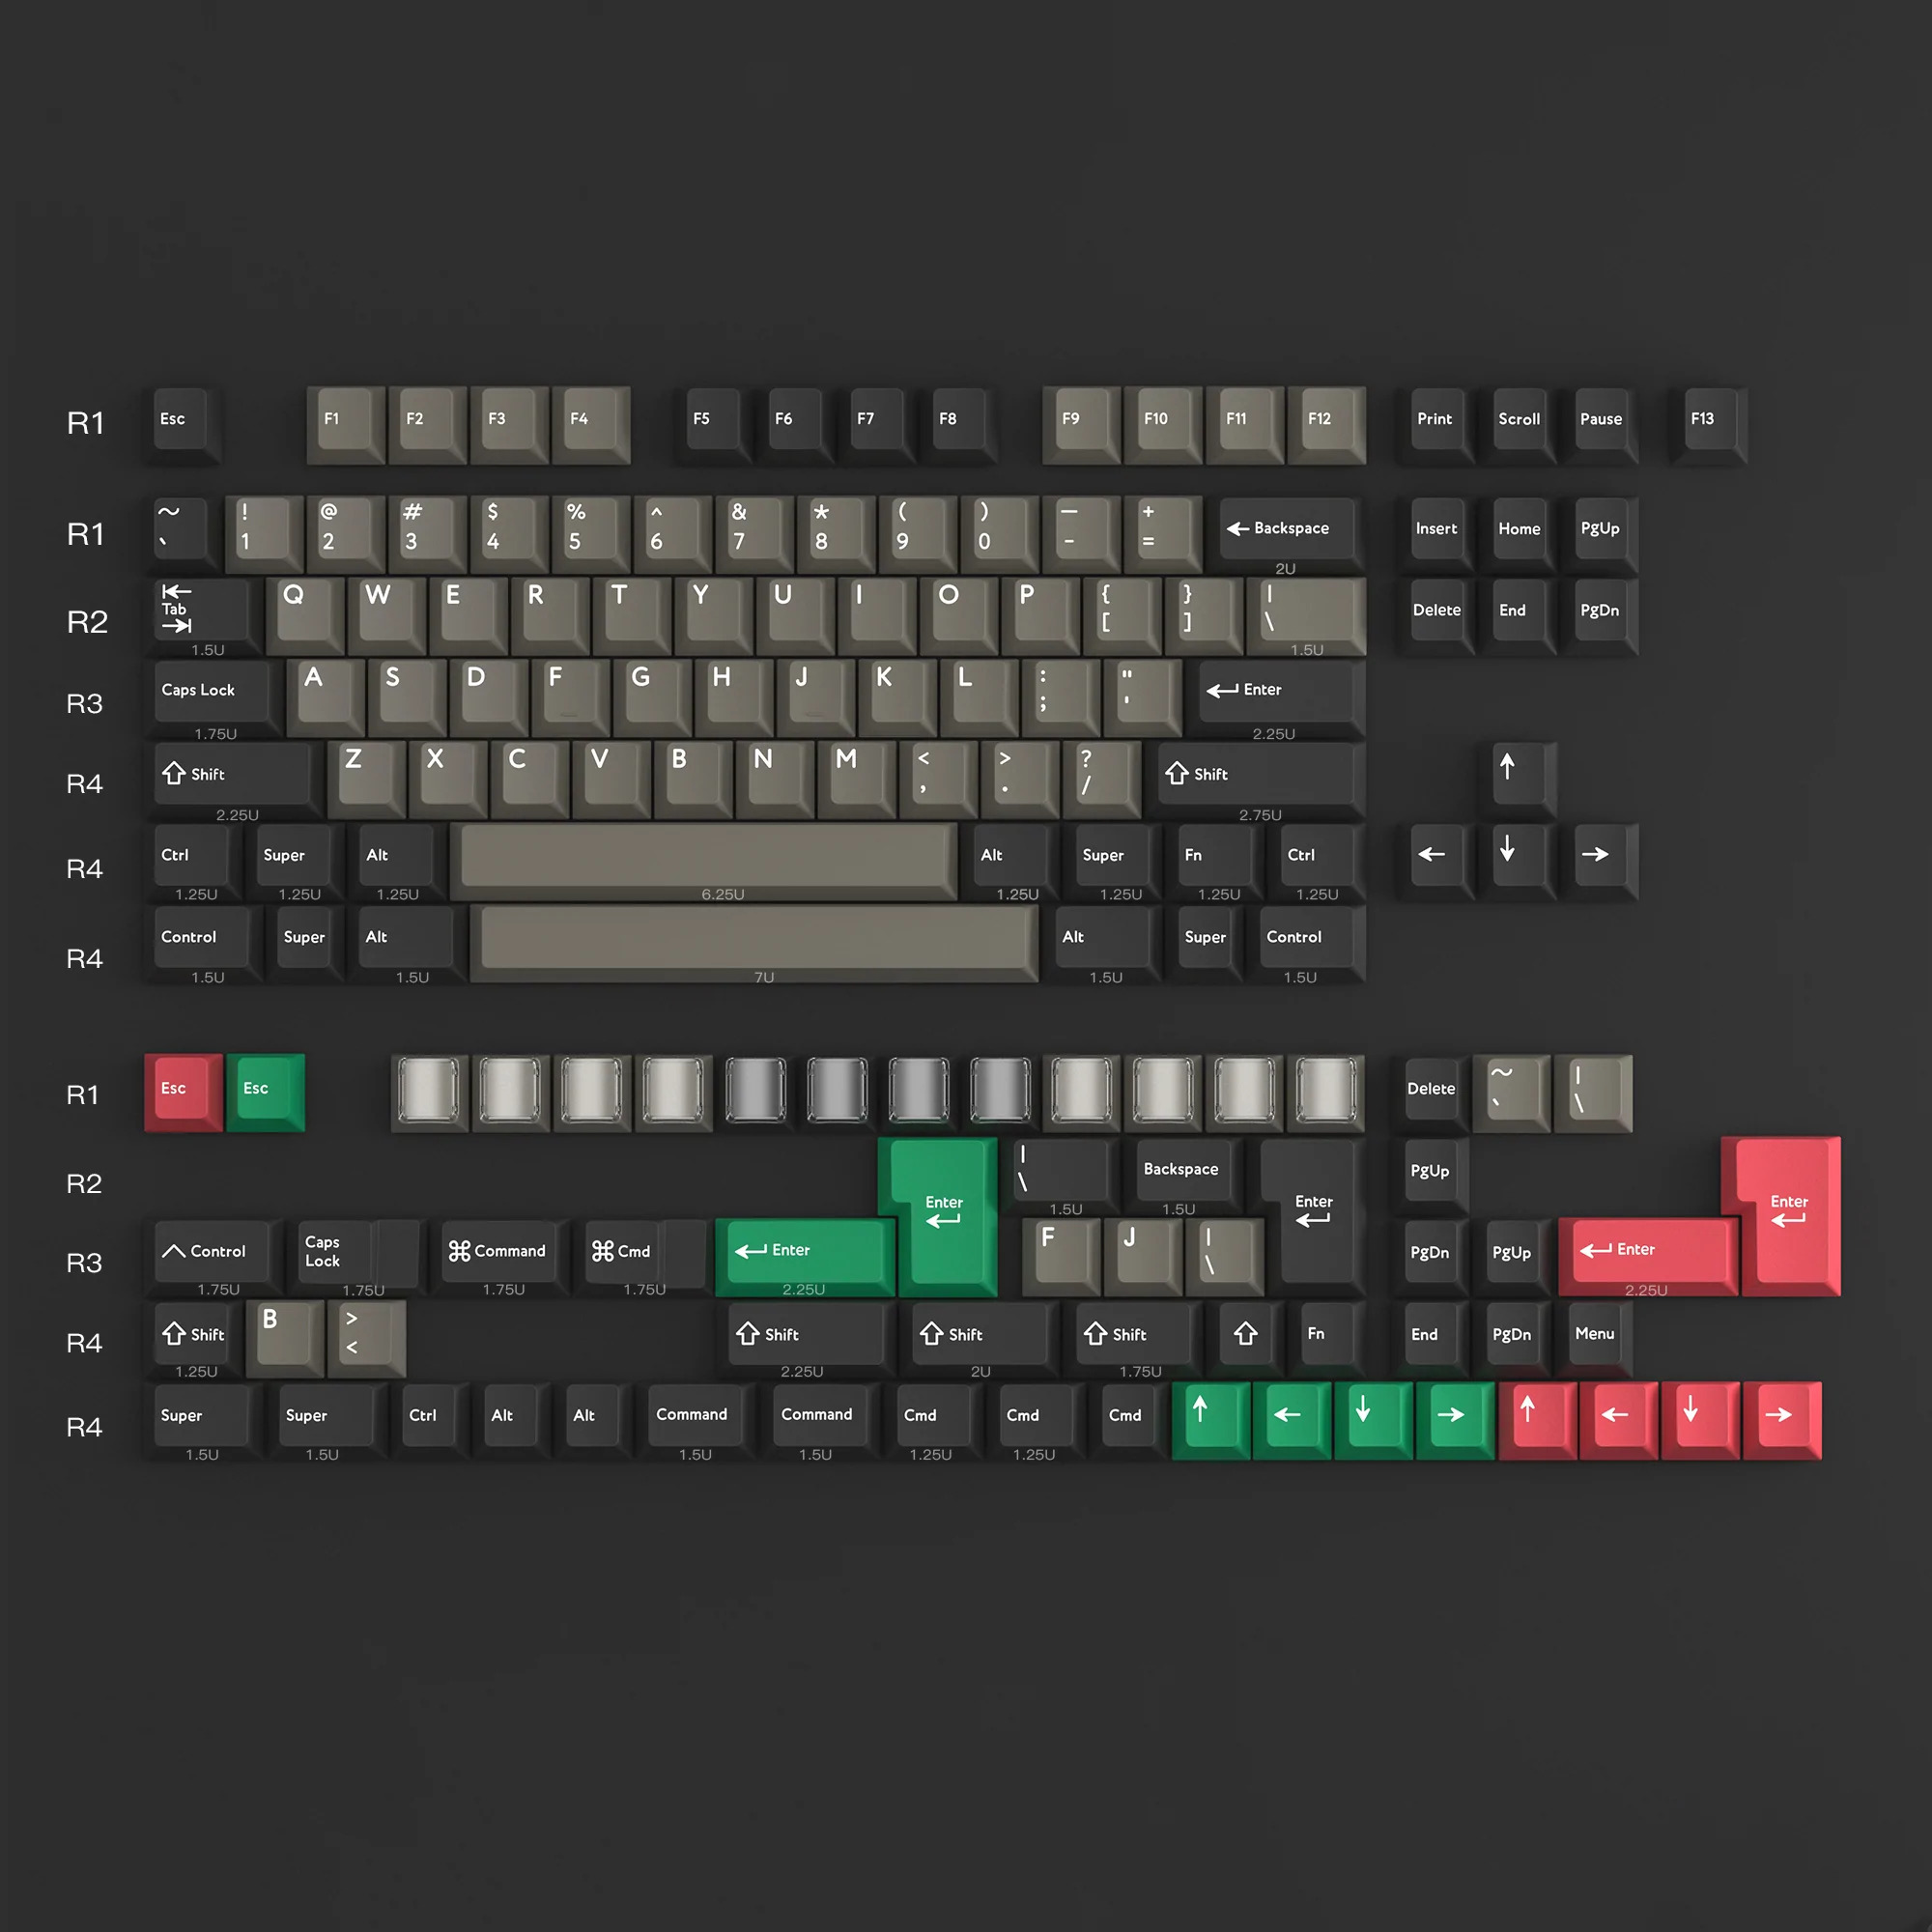 R1 Esc F1 F2 F3 F4 F5 F6 F7 F8 F9 F10 F11 F12 Print Scroll Pause F13
R1 ~ ` ! 1 @ 2 # 3 $ 4 % 5 ^ 6 & 7 * 8 ( 9 ) 0 — - + = ← Backspace 2U Insert Home PgUp
R2 Tab 1.5U Q W E R T Y U I O P { [ } ] | \ 1.5U Delete End PgDn
R3 Caps Lock 1.75U A S D F G H J K L : ; " ' Enter 2.25U
R4 Shift 2.25U Z X C V B N M < , > . ? / Shift 2.75U ↑
R4 Ctrl 1.25U Super 1.25U Alt 1.25U 6.25U Alt 1.25U Super 1.25U Fn 1.25U Ctrl 1.25U ← ↓ →
R4 Control 1.5U Super Alt 1.5U 7U Alt 1.5U Super Control 1.5U
R1 Esc Esc Delete ~ ` | \
R2 Enter | \ 1.5U Backspace 1.5U Enter PgUp Enter
R3 Control 1.75U Caps Lock 1.75U ⌘ Command 1.75U ⌘ Cmd 1.75U Enter 2.25U F J | \ PgDn PgUp Enter 2.25U
R4 Shift 1.25U B > < Shift 2.25U Shift 2U Shift 1.75U Fn End PgDn Menu
R4 Super 1.5U Super 1.5U Ctrl Alt Alt Command 1.5U Command 1.5U Cmd 1.25U Cmd 1.25U Cmd ↑ ← ↓ → ↑ ← ↓ →